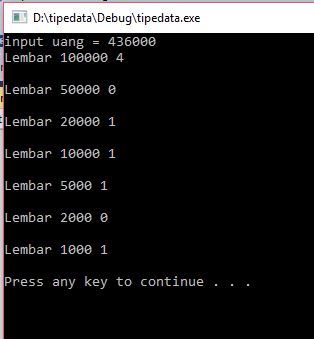 D:\tipedata\Debug\tipedata.exe
input uang = 436000
Lembar 100000 4
Lembar 50000 0
Lembar 20000 1
Lembar 10000 1
Lembar 5000 1
Lembar 2000 0
Lembar 1000 1
Press any key to continue . . .